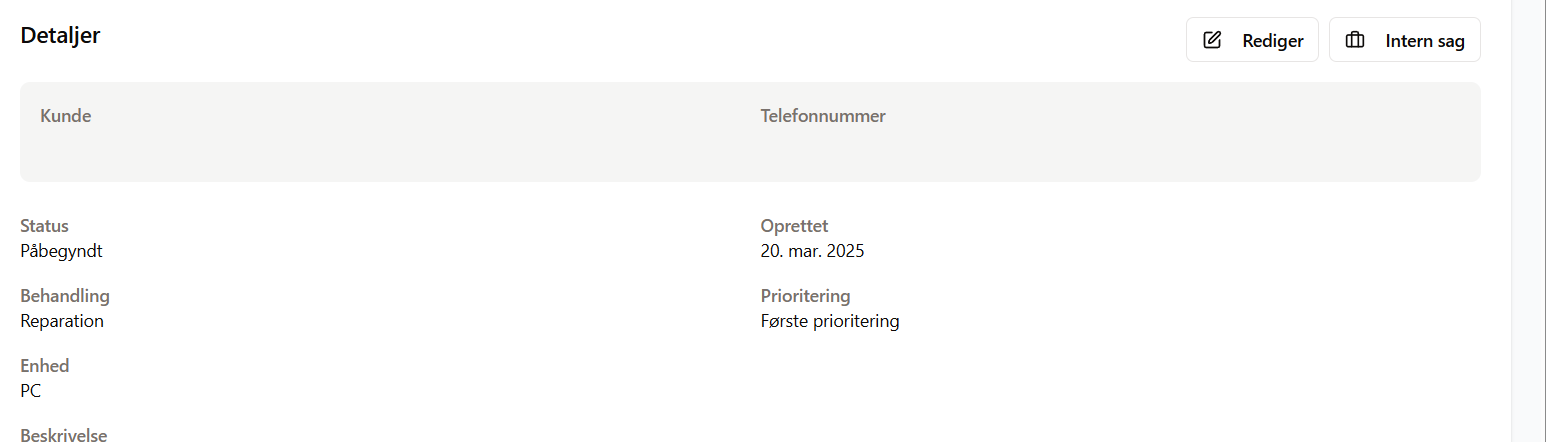 Detaljer
Rediger
Intern sag
Kunde
Telefonnummer
Status
Påbegyndt
Oprettet
20. mar. 2025
Behandling
Reparation
Prioritering
Første prioritering
Enhed
PC
Beskrivelse